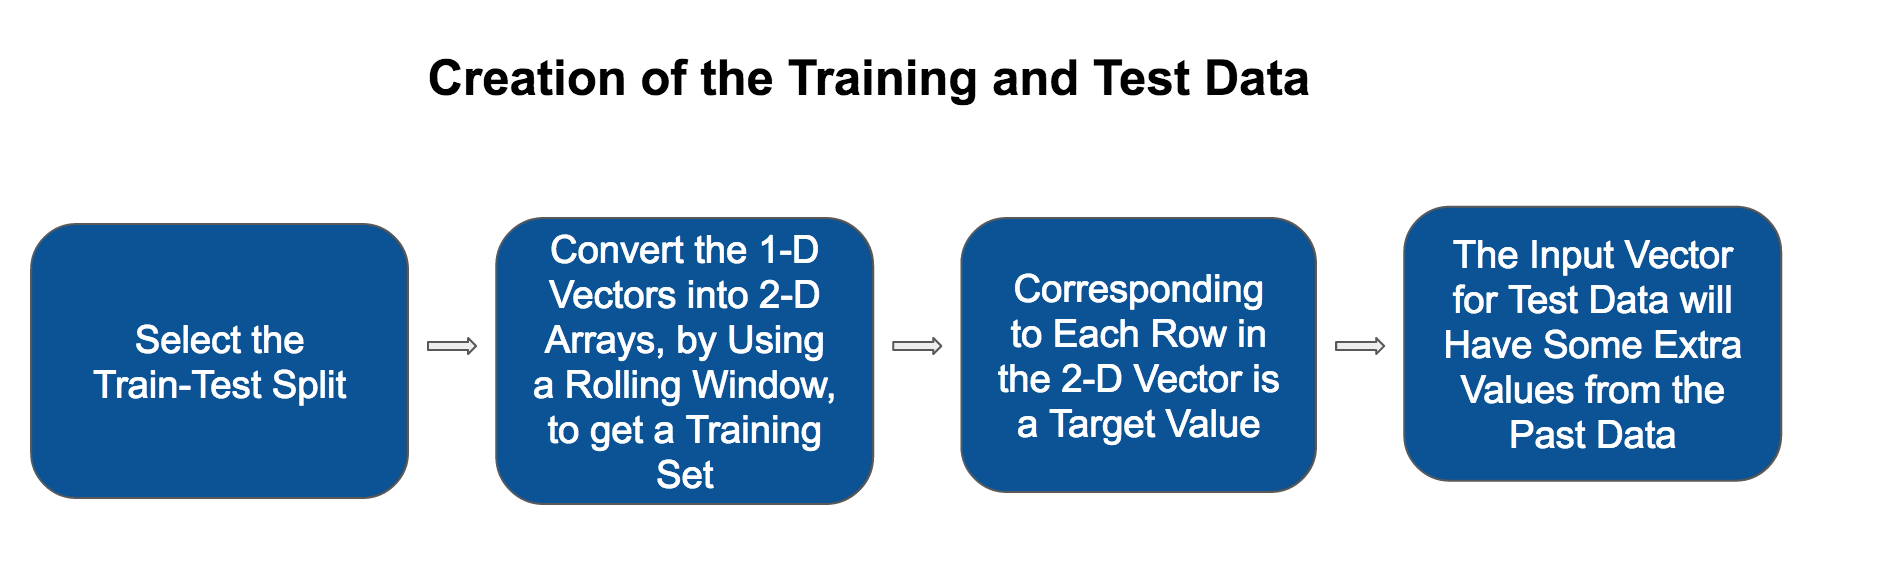 Creation of the Training and Test Data
Select the
Train-Test Split
Convert the 1-D
Vectors into 2-D
Arrays, by Using
a Rolling Window,
to get a Training
Set
Corresponding
to Each Row in
the 2-D Vector is
a Target Value
The Input Vector
for Test Data will
Have Some Extra
Values from the
Past Data